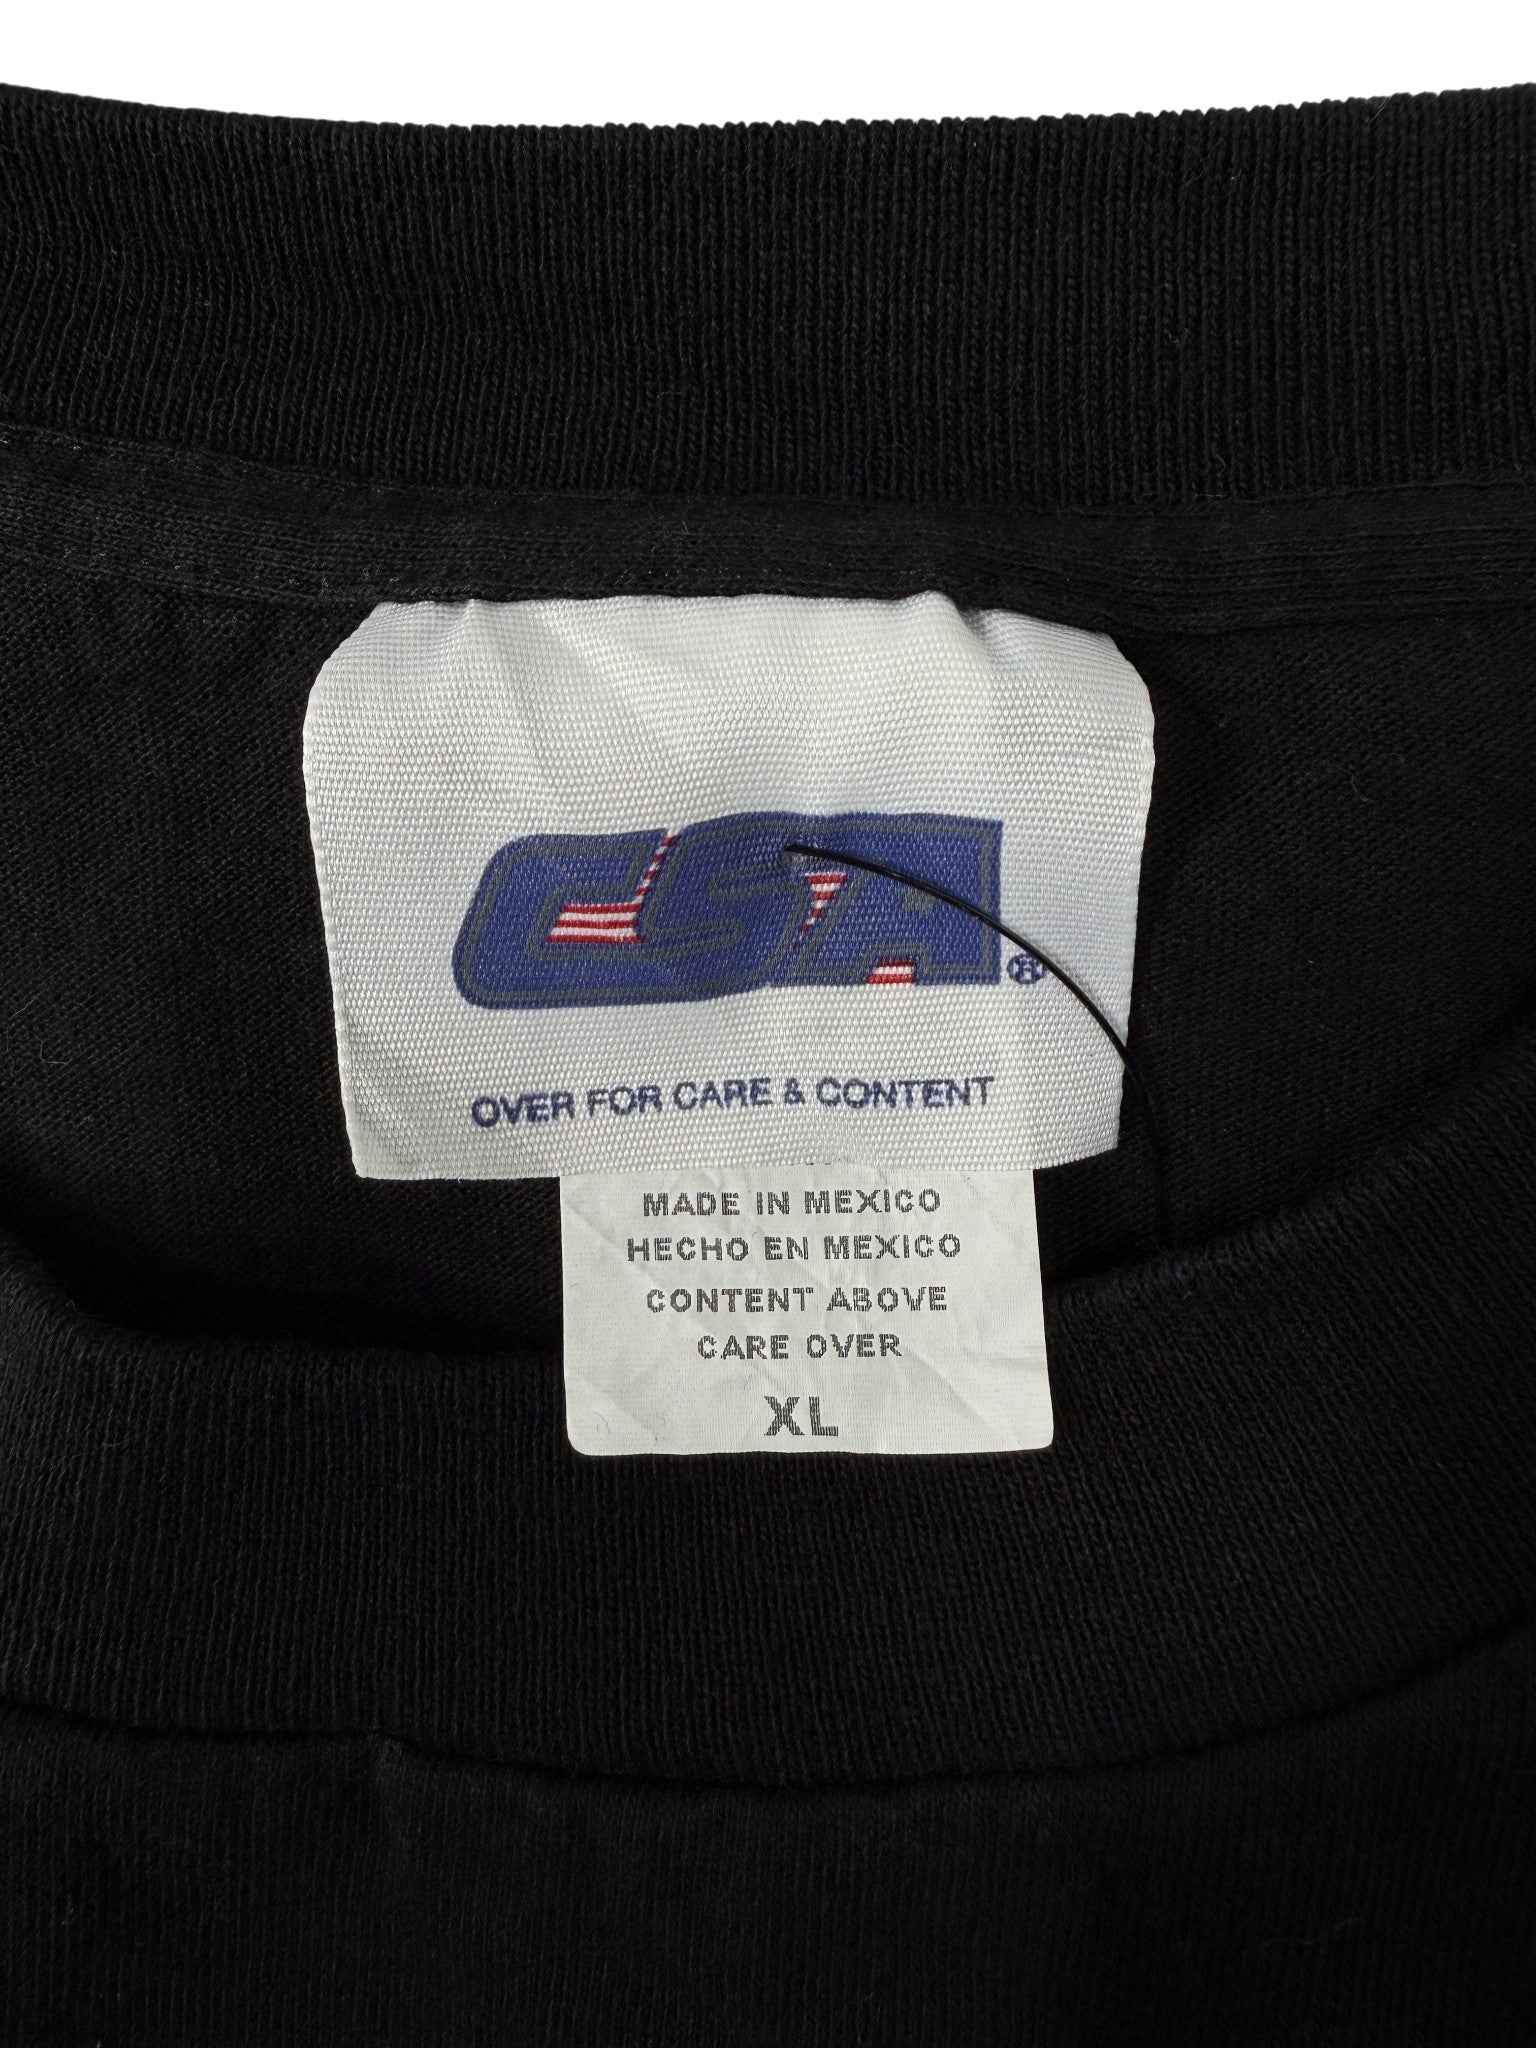 CSA®
OVER FOR CARE & CONTENT
MADE IN MEXICO
HECHO EN MEXICO
CONTENT ABOVE
CARE OVER
XL